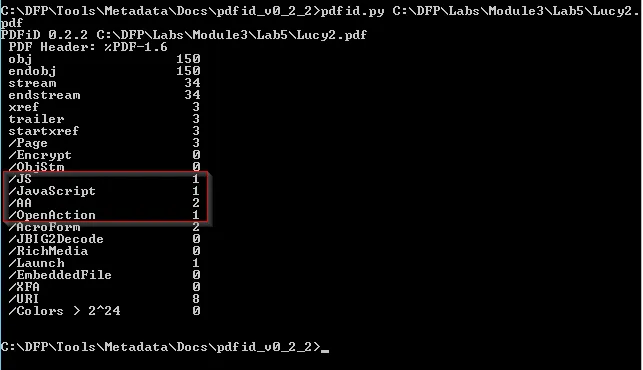 C:\DFP\Tools\Metadata\Docs\pdfid_v0_2_2>pdfid.py C:\DFP\Labs\Module3\Lab5\Lucy2.
pdf
PDFiD 0.2.2 C:\DFP\Labs\Module3\Lab5\Lucy2.pdf
PDF Header: %PDF-1.6
obj 150
endobj 150
stream 34
endstream 34
xref 3
trailer 3
startxref 3
/Page 3
/Encrypt 0
/ObjStm 0
/JS 1
/JavaScript 1
/AA 2
/OpenAction 1
/AcroForm 2
/JBIG2Decode 0
/RichMedia 0
/Launch 1
/EmbeddedFile 0
/XFA 0
/URI 8
/Colors > 2^24 0
C:\DFP\Tools\Metadata\Docs\pdfid_v0_2_2>_